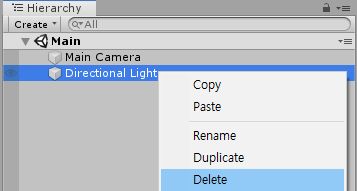 Hierarchy
Create All
Main
Main Camera
Directional Light
Copy
Paste
Rename
Duplicate
Delete